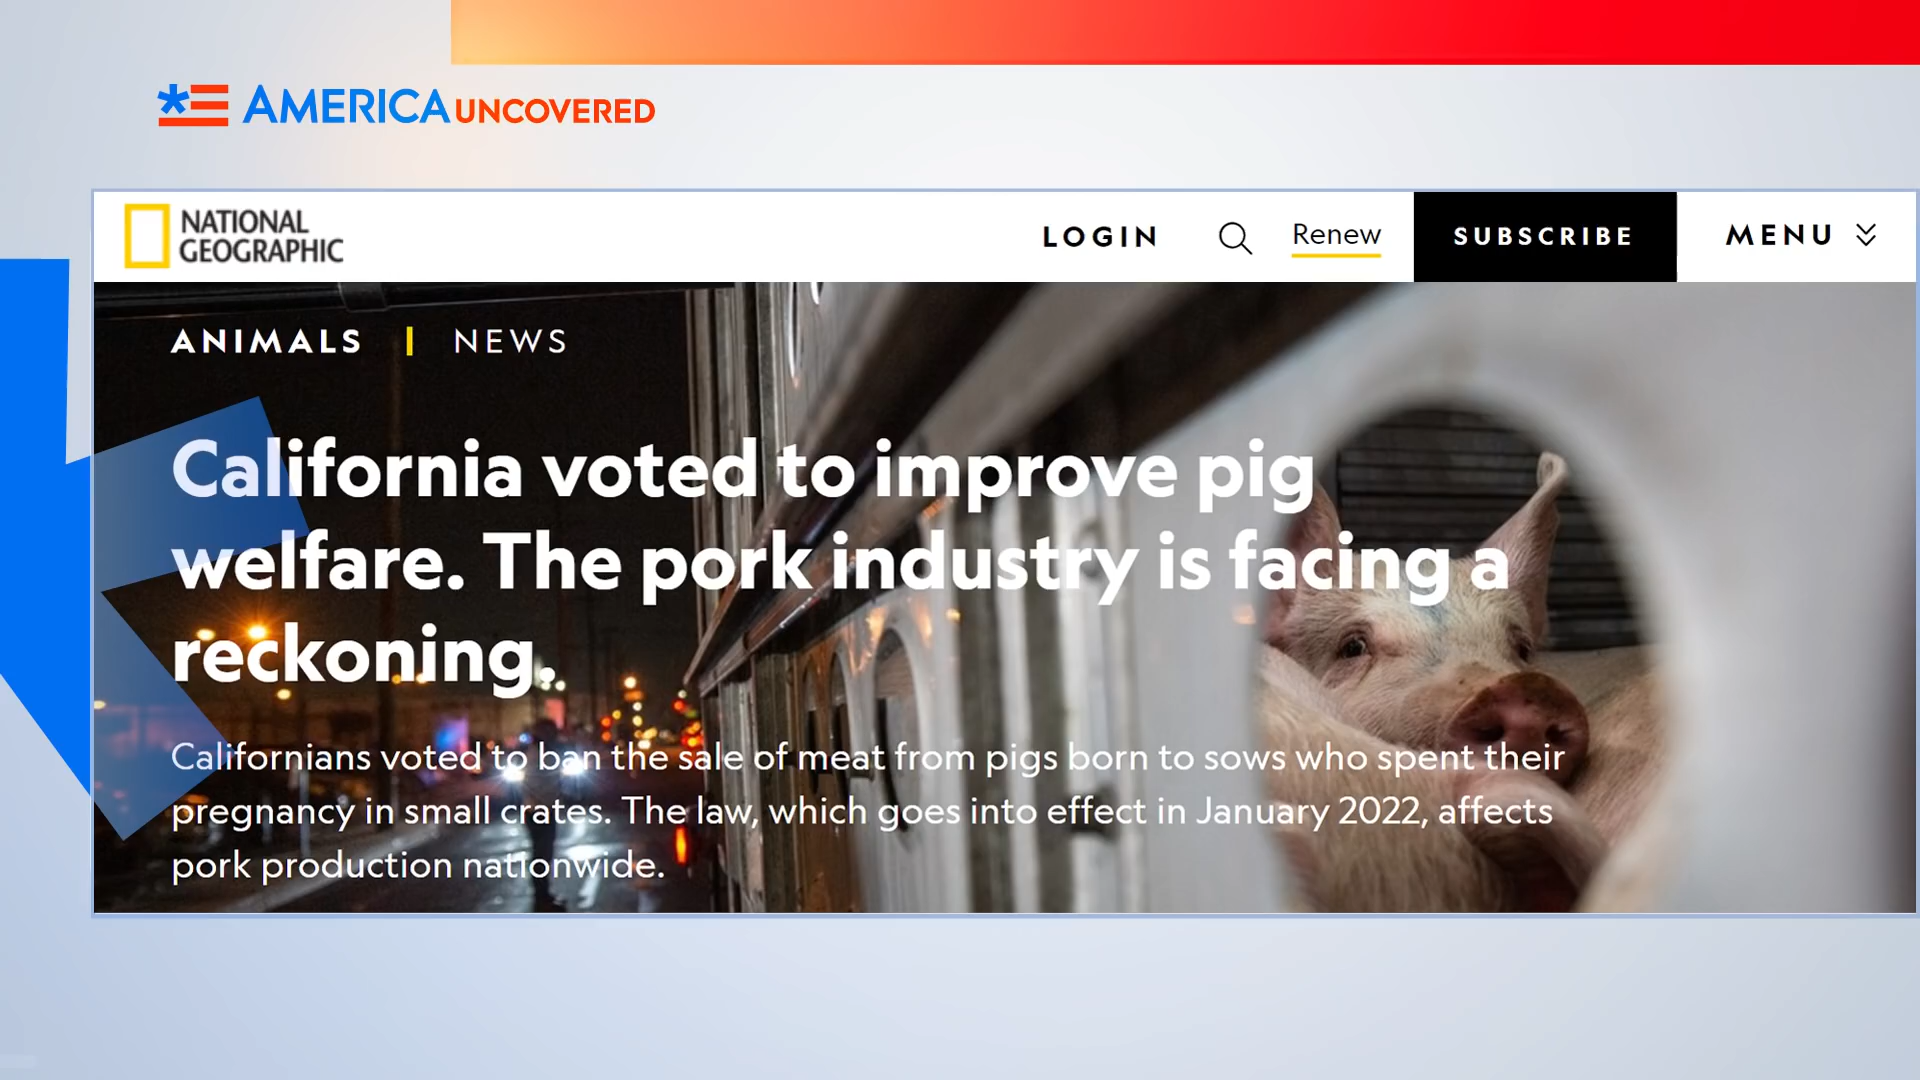 AMERICA UNCOVERED
NATIONAL
GEOGRAPHIC
LOGIN
Renew
SUBSCRIBE
MENU
ANIMALS | NEWS
California voted to improve pig
welfare. The pork industry is facing a
reckoning.
Californians voted to ban the sale of meat from pigs born to sows who spent their
pregnancy in small crates. The law, which goes into effect in January 2022, affects
pork production nationwide.